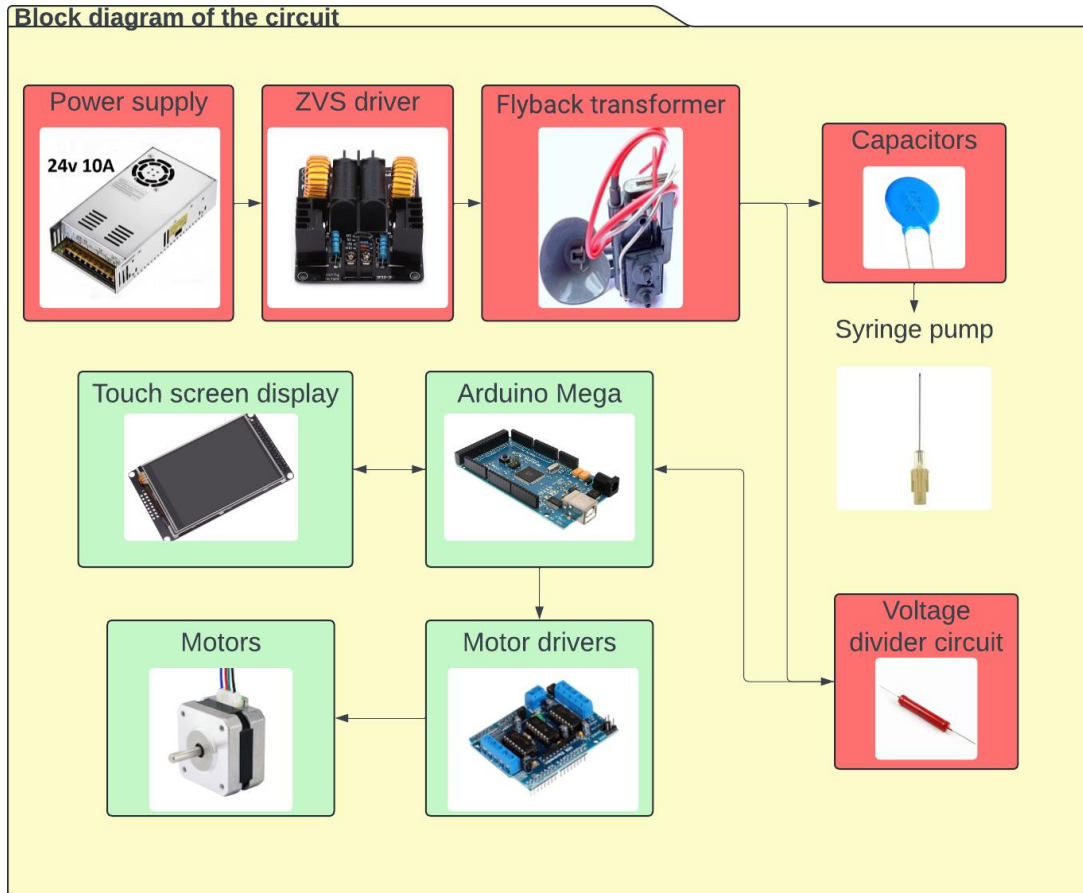 Block diagram of the circuit
Power supply
ZVS driver
Flyback transformer
Capacitors
24v 10A
Syringe pump
Touch screen display
Arduino Mega
Voltage
divider circuit
Motors
Motor drivers